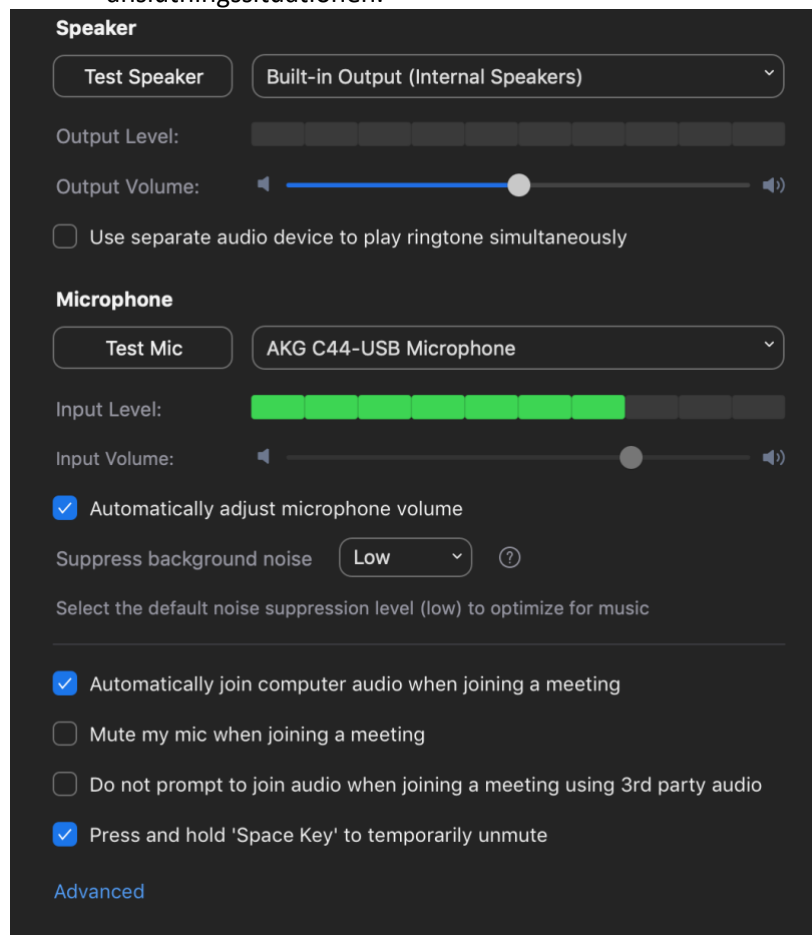 anslutningssituationen.
Speaker
Test Speaker
Built-in Output (Internal Speakers)
Output Level:
Output Volume:
Use separate audio device to play ringtone simultaneously
Microphone
Test Mic
AKG C44-USB Microphone
Input Level:
Input Volume:
Automatically adjust microphone volume
Suppress background noise
Low
?
Select the default noise suppression level (low) to optimize for music
Automatically join computer audio when joining a meeting
Mute my mic when joining a meeting
Do not prompt to join audio when joining a meeting using 3rd party audio
Press and hold 'Space Key' to temporarily unmute
Advanced